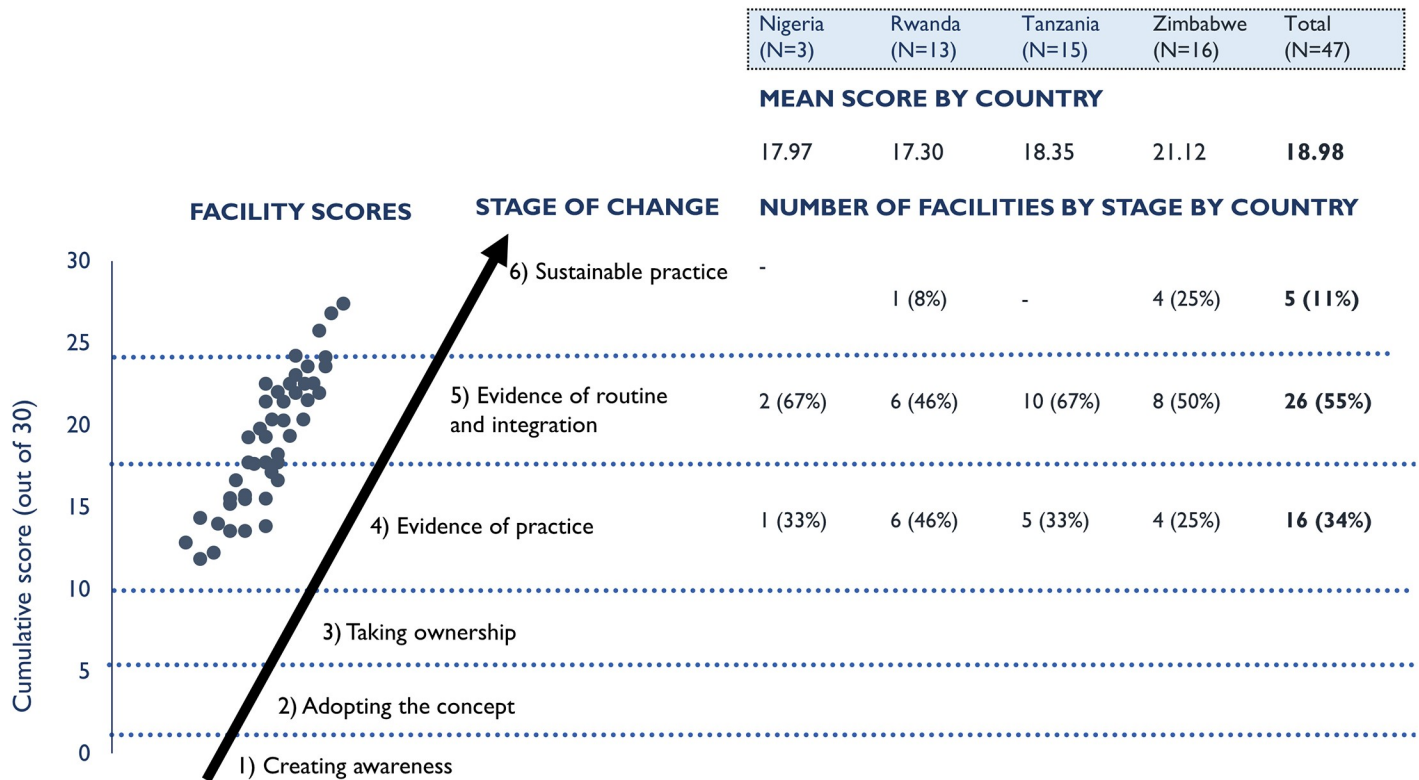 Nigeria Rwanda Tanzania Zimbabwe Total
(N=3) (N=13) (N=15) (N=16) (N=47)
MEAN SCORE BY COUNTRY
17.97 17.30 18.35 21.12 18.98
FACILITY SCORES STAGE OF CHANGE NUMBER OF FACILITIES BY STAGE BY COUNTRY
30
6) Sustainable practice -
1 (8%) - 4 (25%) 5 (11%)
25
5) Evidence of routine
and integration
2 (67%) 6 (46%) 10 (67%) 8 (50%) 26 (55%)
20
15
4) Evidence of practice 1 (33%) 6 (46%) 5 (33%) 4 (25%) 16 (34%)
10
3) Taking ownership
5
2) Adopting the concept
0
1) Creating awareness
Cumulative score (out of 30)